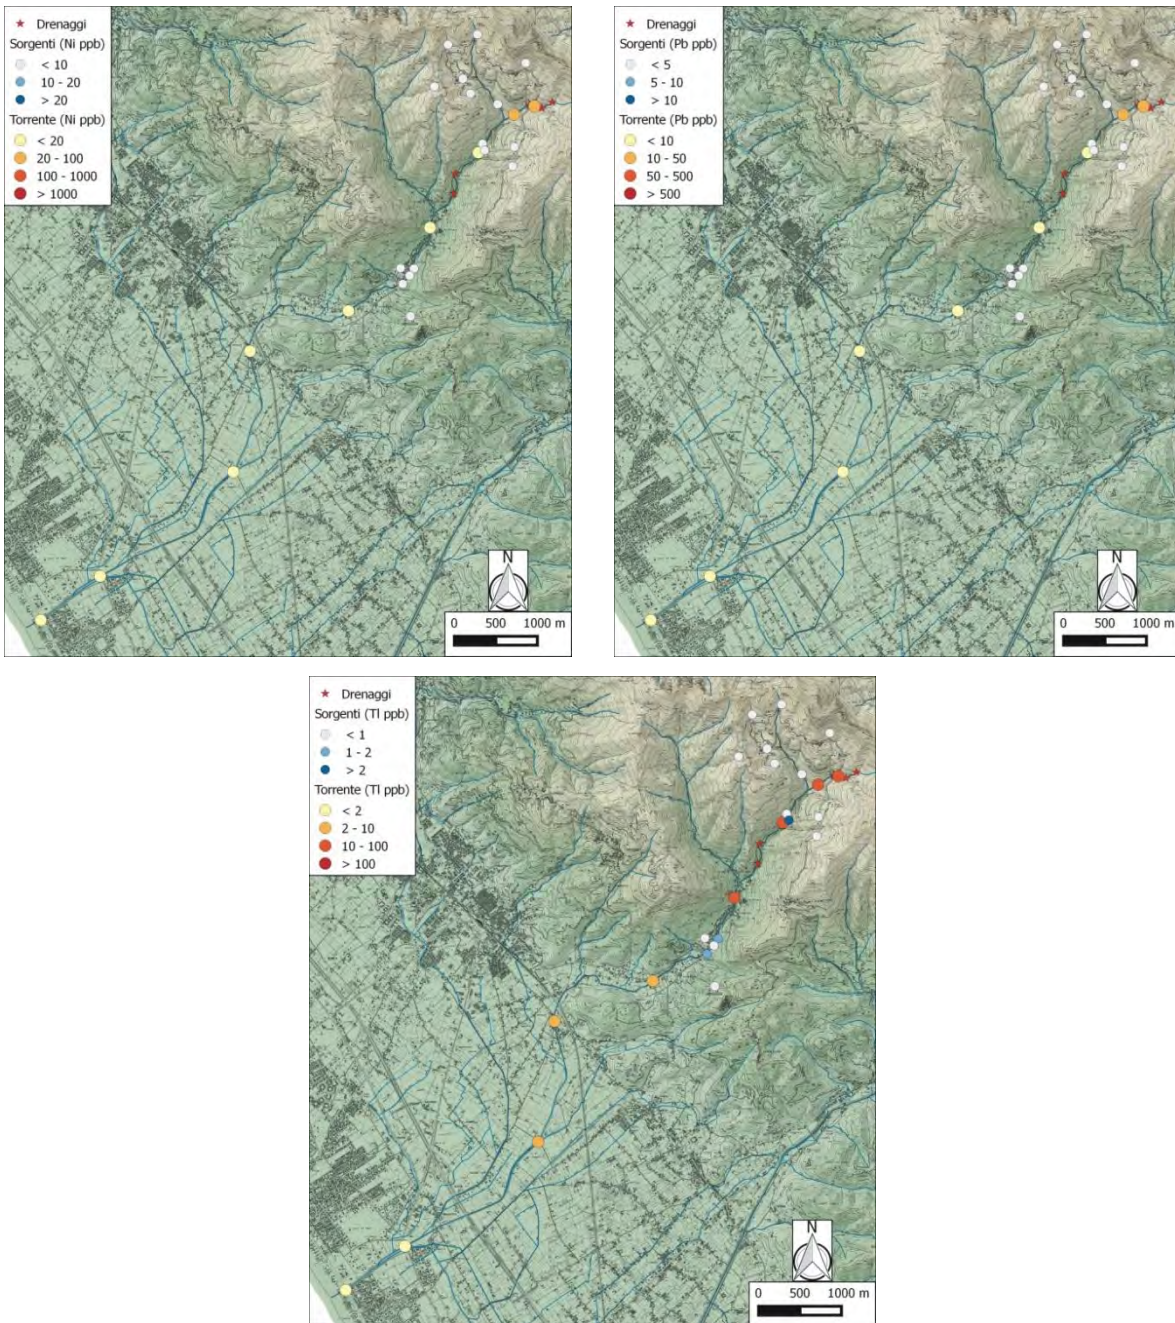 Drenaggi
Sorgenti (Ni ppb)
< 10
10 - 20
> 20
Torrente (Ni ppb)
< 20
20 - 100
100 - 1000
> 1000
N
0 500 1000 m
Drenaggi
Sorgenti (Pb ppb)
< 5
5 - 10
> 10
Torrente (Pb ppb)
< 10
10 - 50
50 - 500
> 500
N
0 500 1000 m
Drenaggi
Sorgenti (Tl ppb)
< 1
1 - 2
> 2
Torrente (Tl ppb)
< 2
2 - 10
10 - 100
> 100
N
0 500 1000 m